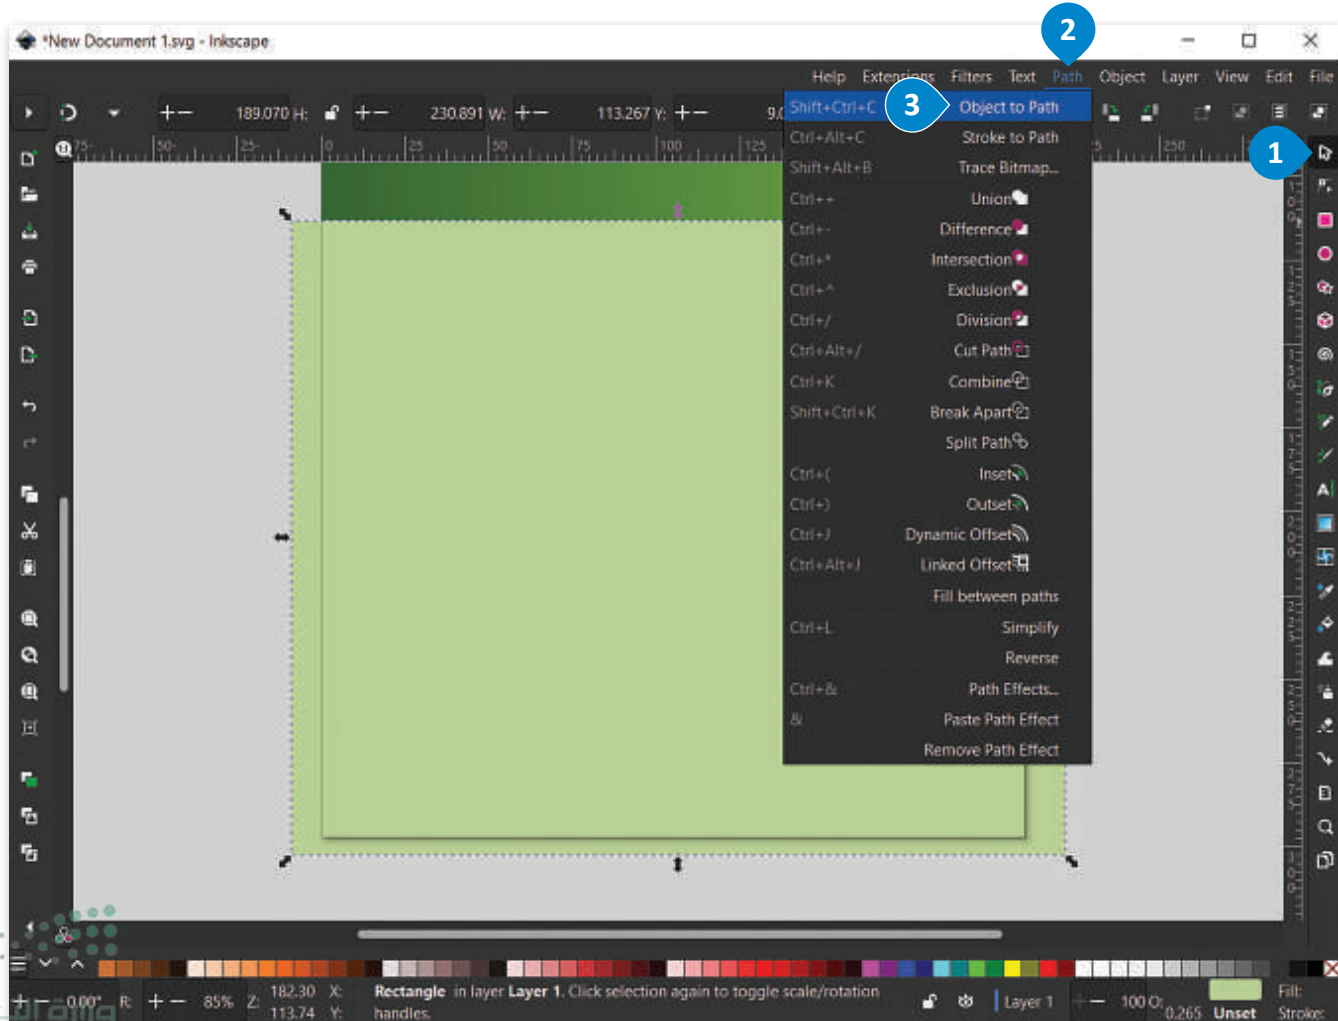 *New Document 1.svg - Inkscape
2
Help Extensions Filters Text Path Object Layer View Edit File
189.070 H:
230.891 W:
113.267 Y:
Shift+Ctrl+C
3
Object to Path
1
Ctrl+Alt+C Stroke to Path
Shift+Alt+B Trace Bitmap...
Ctrl++ Union
Ctrl+- Difference
Ctrl+* Intersection
Ctrl+^ Exclusion
Ctrl+/ Division
Ctrl+Alt+/ Cut Path
Ctrl+K Combine
Shift+Ctrl+K Break Apart
Split Path
Ctrl+( Inset
Ctrl+) Outset
Ctrl+J Dynamic Offset
Ctrl+Alt+J Linked Offset
Fill between paths
Ctrl+L Simplify
Reverse
Ctrl+& Path Effects...
& Paste Path Effect
Remove Path Effect
0.00° R: 85% Z: 182.30 X: 113.74 Y:
Rectangle in layer Layer 1. Click selection again to toggle scale/rotation
handles.
Layer 1
100 O:
0.265 Unset
Fill:
Stroke: